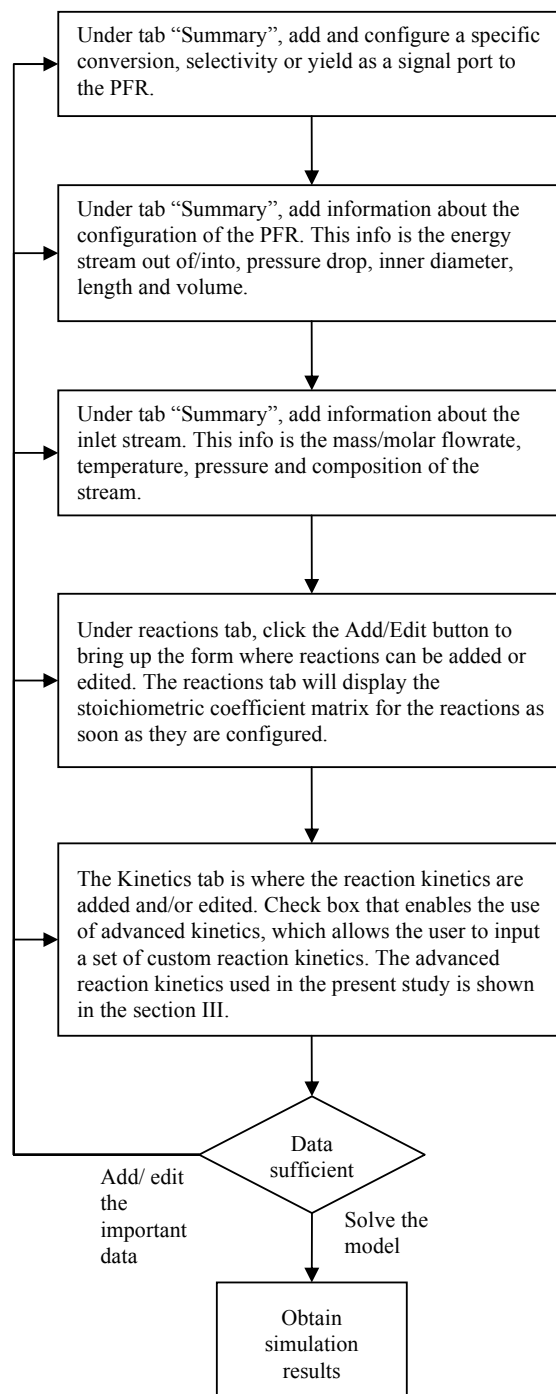 Under tab “Summary”, add and configure a specific
conversion, selectivity or yield as a signal port to
the PFR.
Under tab “Summary”, add information about the
configuration of the PFR. This info is the energy
stream out of/into, pressure drop, inner diameter,
length and volume.
Under tab “Summary”, add information about the
inlet stream. This info is the mass/molar flowrate,
temperature, pressure and composition of the
stream.
Under reactions tab, click the Add/Edit button to
bring up the form where reactions can be added or
edited. The reactions tab will display the
stoichiometric coefficient matrix for the reactions as
soon as they are configured.
The Kinetics tab is where the reaction kinetics are
added and/or edited. Check box that enables the use
of advanced kinetics, which allows the user to input
a set of custom reaction kinetics. The advanced
reaction kinetics used in the present study is shown
in the section III.
Data
sufficient
Add/ edit
the
important
data
Solve the
model
Obtain
simulation
results